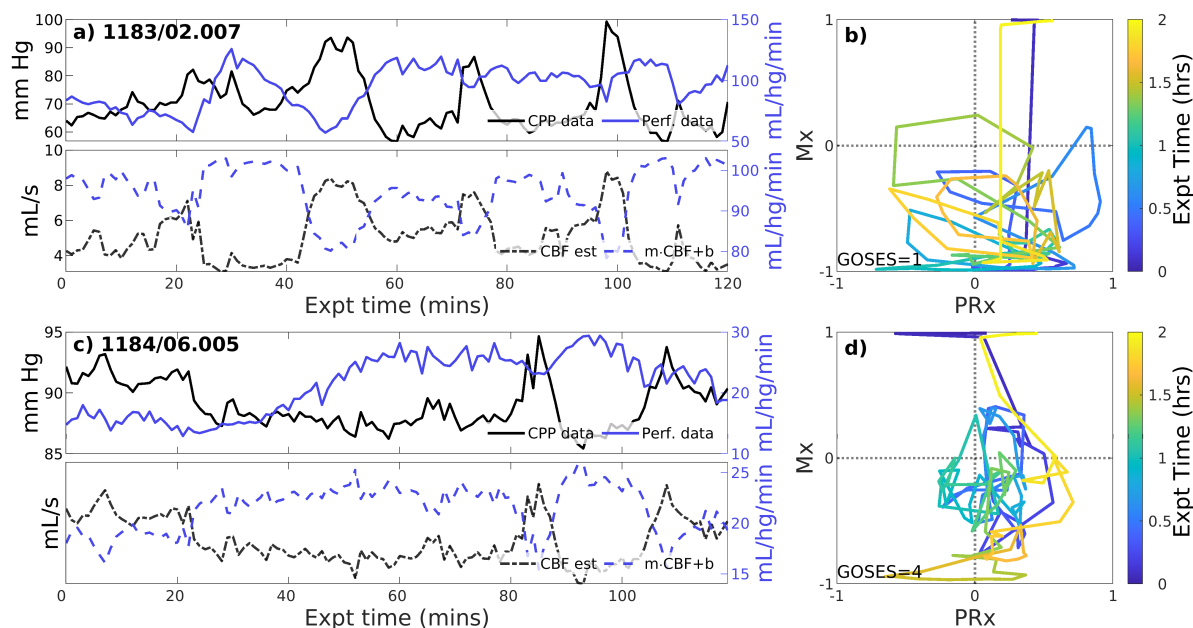 a) 1183/02.007
mm Hg
100
90
80
70
60
150
100
50
mL/hg/min
CPP data
Perf. data
mL/s
10
8
6
4
100
90
80
mL/hg/min
CBF est
m·CBF+b
0 20 40 60 80 100 120
Expt time (mins)
b)
Mx
1
0
-1
GOSES=1
-1 0 1
PRx
2
1.5
1
0.5
0
Expt Time (hrs)
c) 1184/06.005
mm Hg
95
90
85
30
20
10
mL/hg/min
CPP data
Perf. data
mL/s
25
20
15
mL/hg/min
CBF est
m·CBF+b
0 20 40 60 80 100
Expt time (mins)
d)
Mx
1
0
-1
GOSES=4
-1 0 1
PRx
2
1.5
1
0.5
0
Expt Time (hrs)